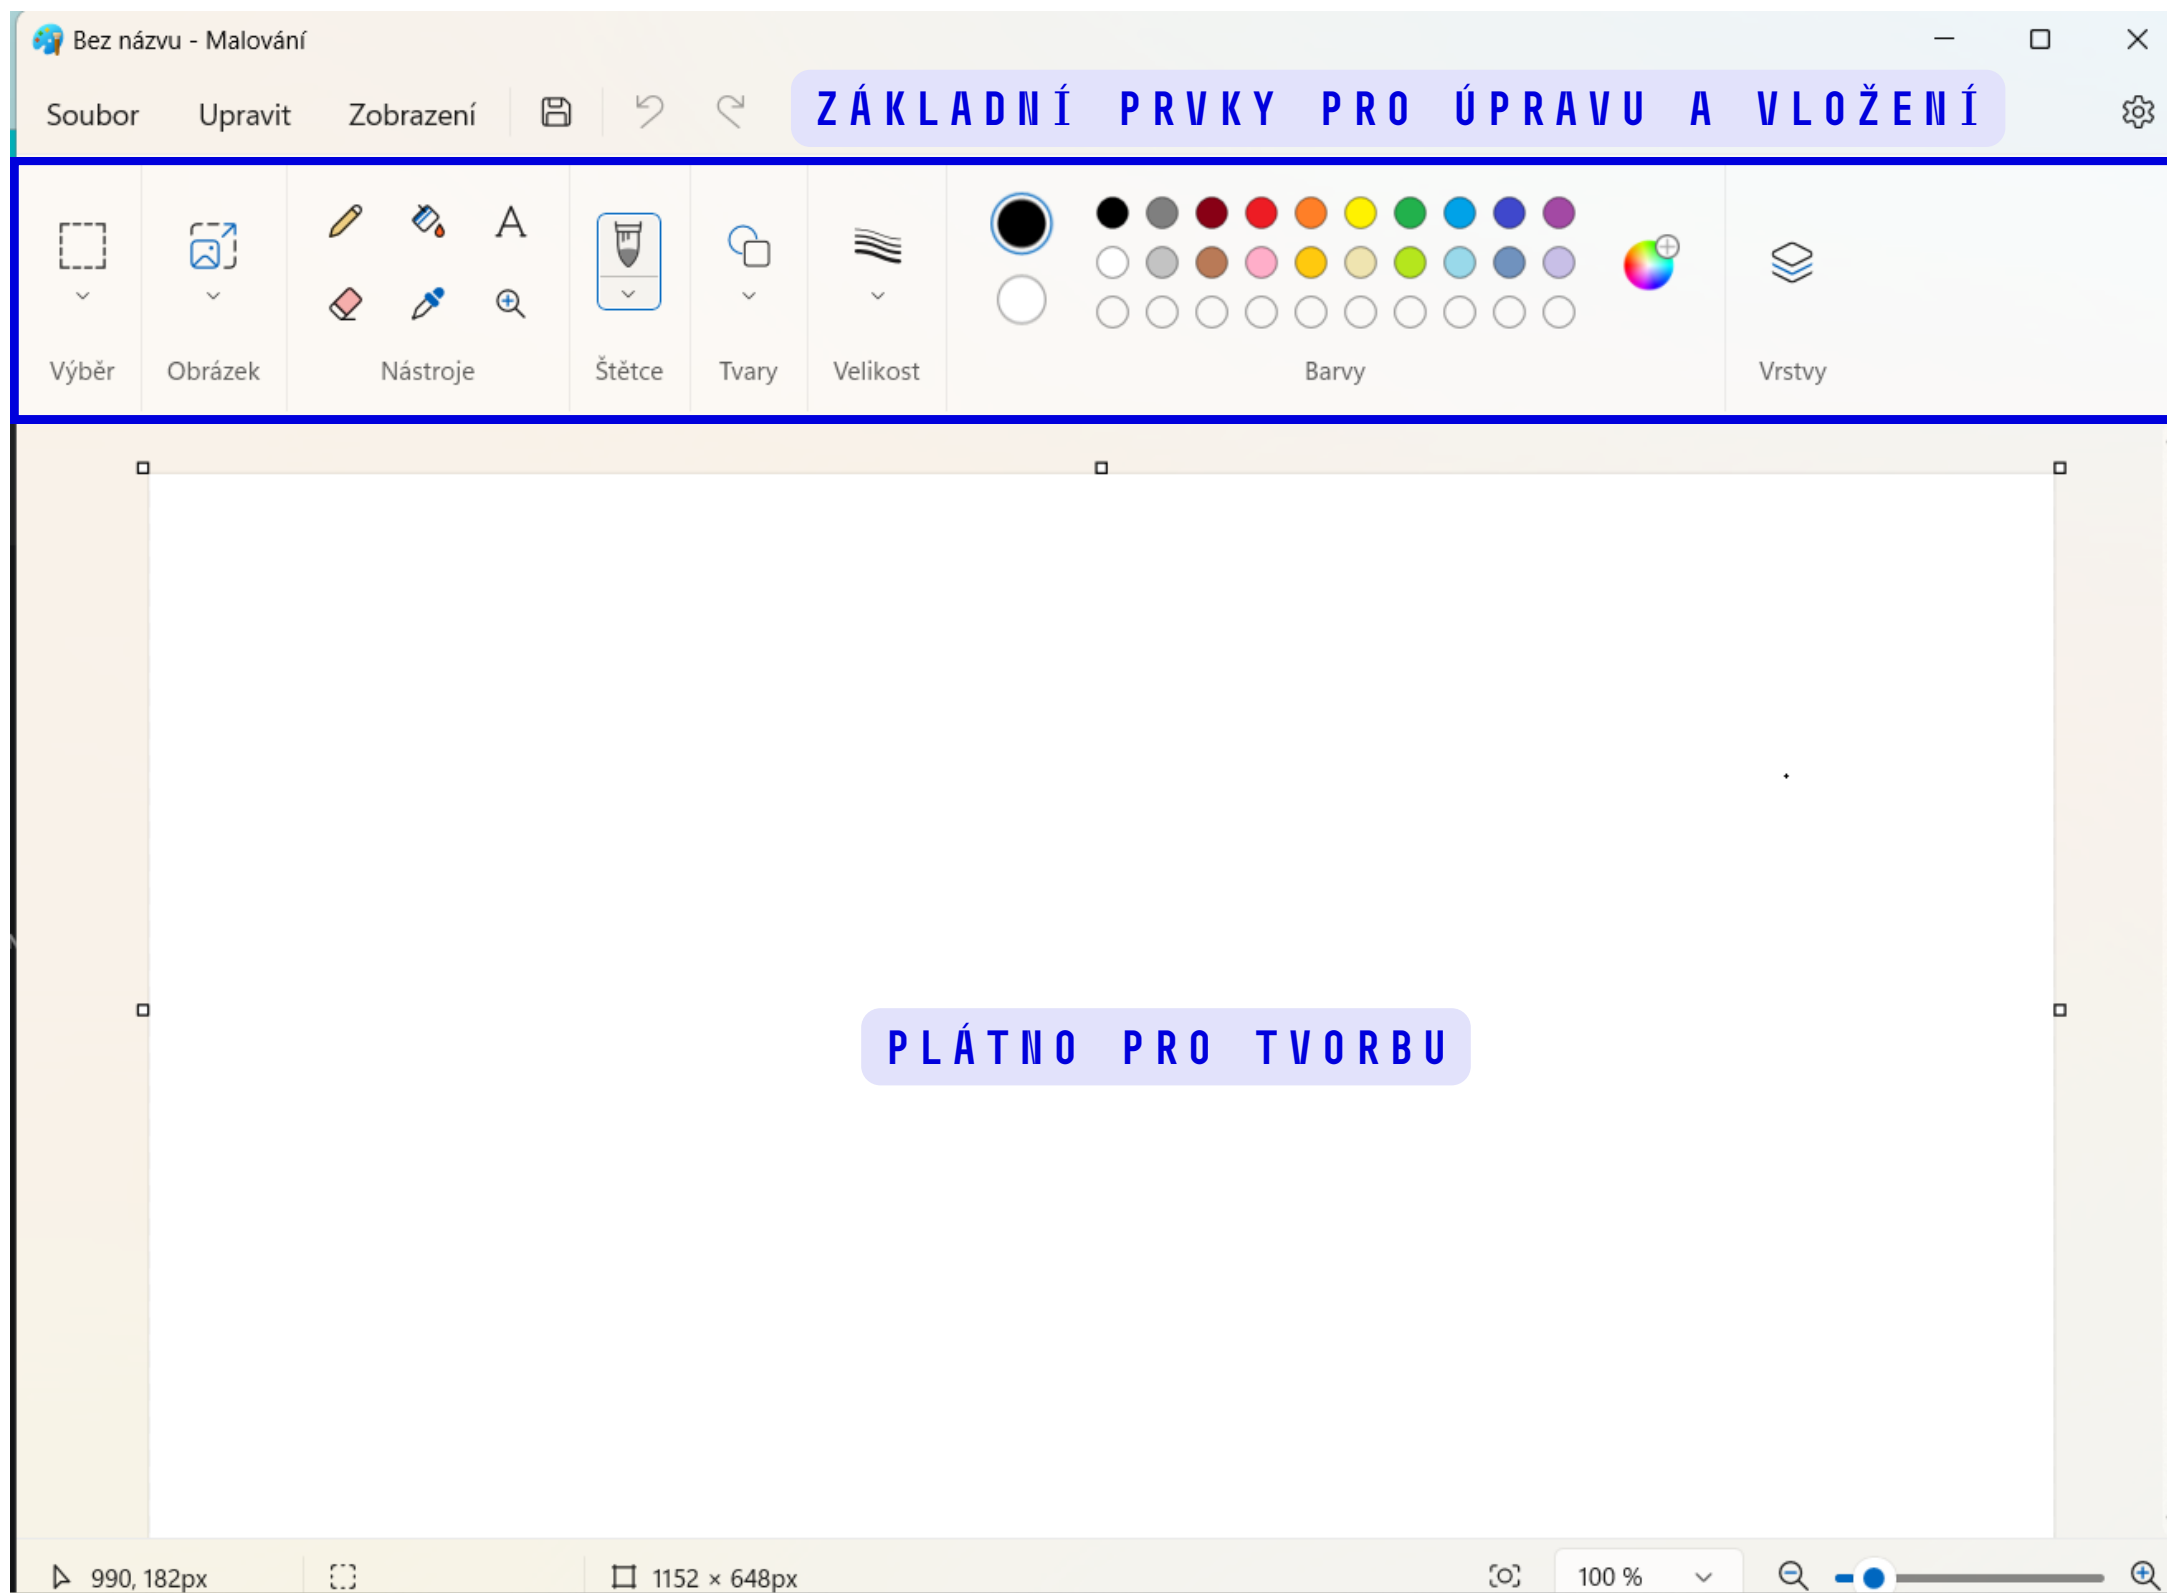 Bez názvu - Malování
Soubor Upravit Zobrazení
ZÁKLADNÍ PRVKY PRO ÚPRAVU A VLOŽENÍ
A
Výběr Obrázek Nástroje Štětce Tvary Velikost Barvy Vrstvy
PLÁTNO PRO TVORBU
990, 182px 1152 × 648px 100 %